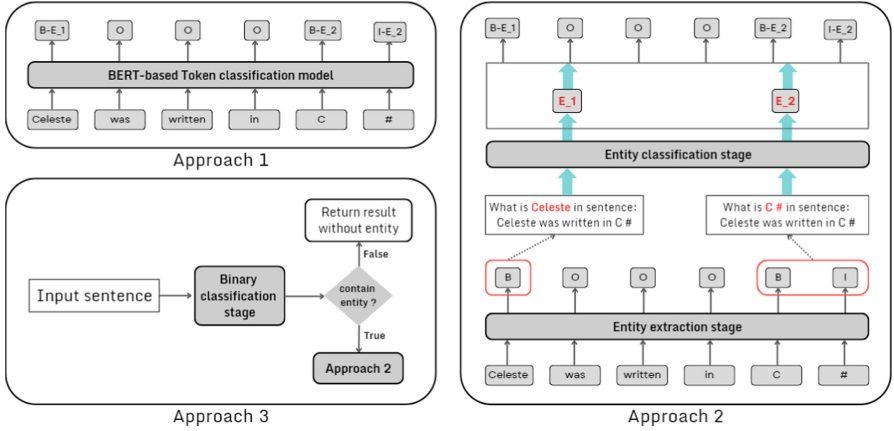 B-E_1 O O O B-E_2 I-E_2
BERT-based Token classification model
Celeste was written in C #
Approach 1
Input sentence
Binary
classification
stage
contain
entity ?
False
Return result
without entity
True
Approach 2
Approach 3
B-E_1 O O O B-E_2 I-E_2
E_1 E_2
Entity classification stage
What is Celeste in sentence:
Celeste was written in C #
What is C # in sentence:
Celeste was written in C #
B O O O B I
Entity extraction stage
Celeste was written in C #
Approach 2